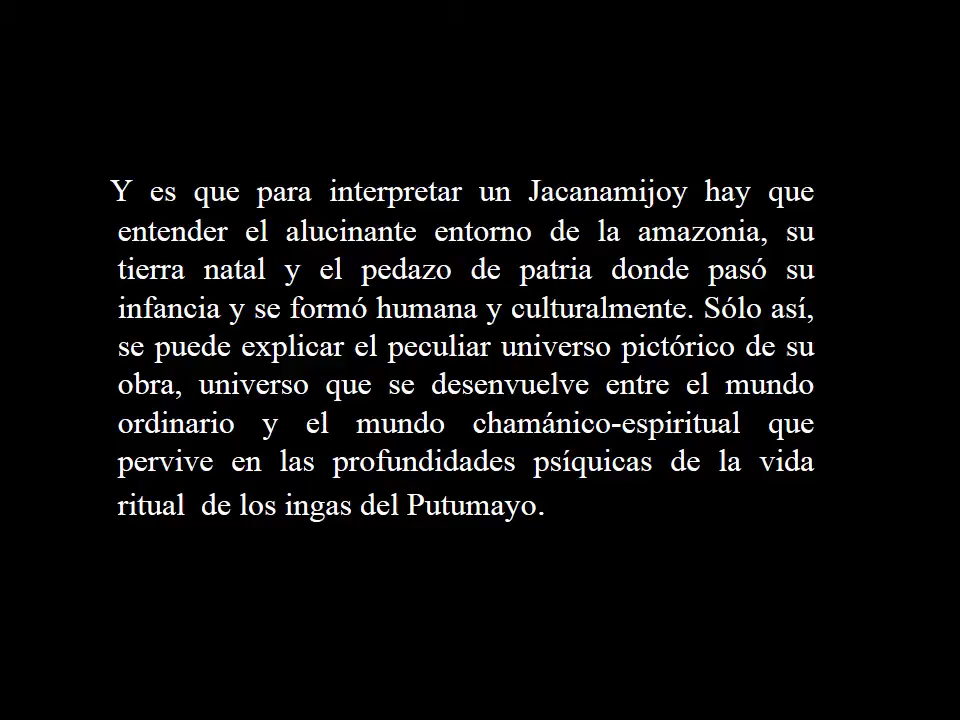 Y es que para interpretar un Jacanamijoy hay que
entender el alucinante entorno de la amazonia, su
tierra natal y el pedazo de patria donde pasó su
infancia y se formó humana y culturalmente. Sólo así,
se puede explicar el peculiar universo pictórico de su
obra, universo que se desenvuelve entre el mundo
ordinario y el mundo chamánico-espiritual que
pervive en las profundidades psíquicas de la vida
ritual de los ingas del Putumayo.